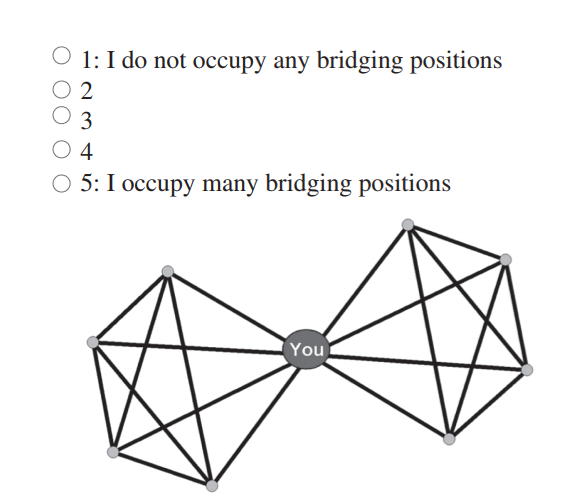 1: I do not occupy any bridging positions
2
3
4
5: I occupy many bridging positions
You